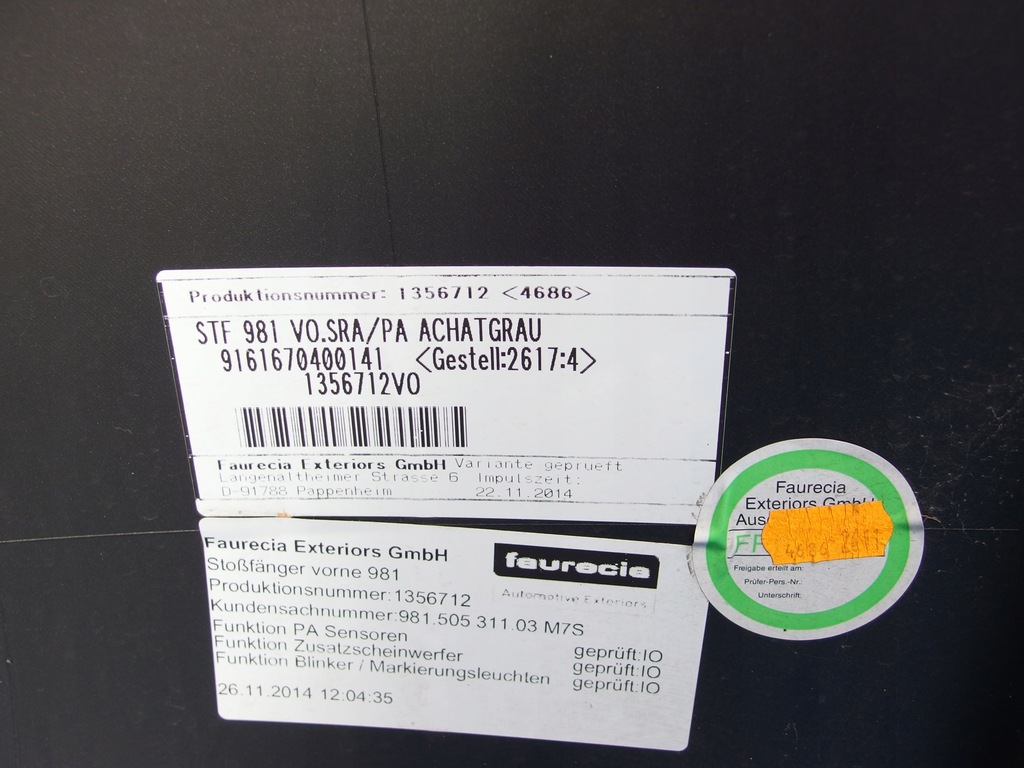 Produktionsnummer: 1356712 <4686>
STF 981 VO.SRA/PA ACHATGRAU
9161670400141 <Gestell:2617:4>
1356712VO
Faurecia Exteriors GmbH Variante geprueft
Langenaltheimer Strasse 6 Impulszeit:
D-91788 Pappenheim 22.11.2014
Faurecia Exteriors GmbH
faurecia
Automotive Exteriors
Stoßfänger vorne 981
Produktionsnummer:1356712
Kundensachnummer:981.505 311.03 M7S
Funktion PA Sensoren geprüft:IO
Funktion Zusatzscheinwerfer geprüft:IO
Funktion Blinker / Markierungsleuchten geprüft:IO
26.11.2014 12:04:35
Faurecia
Exteriors GmbH
FF
4686
Freigabe erteilt am:
Prüfer-Pers.-Nr.:
Unterschrift: